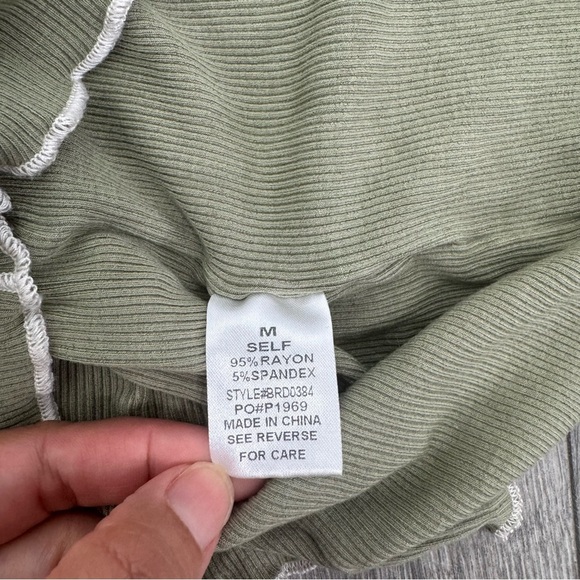 M
SELF
95%RAYON
5%SPANDEX
STYLE#BRD0384
PO#P1969
MADE IN CHINA
SEE REVERSE
FOR CARE